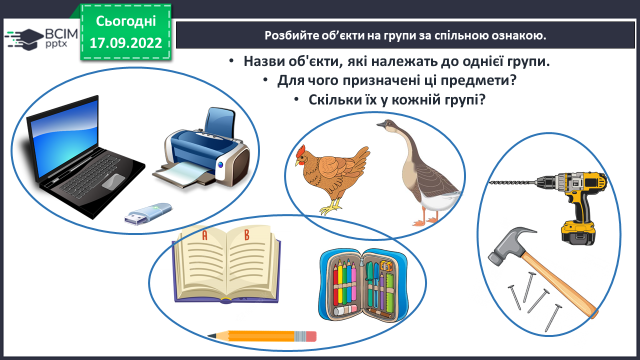 ВСІМ
pptx
Сьогодні
17.09.2022
Розбийте об’єкти на групи за спільною ознакою.
• Назви об'єкти, які належать до однієї групи.
• Для чого призначені ці предмети?
• Скільки їх у кожній групі?
A B